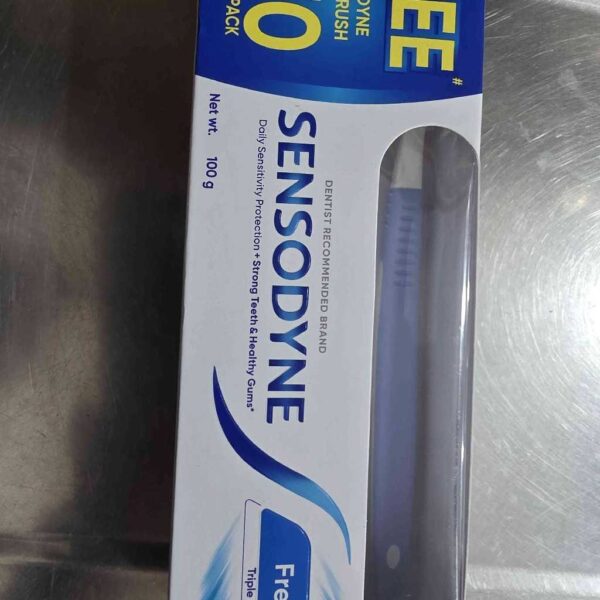 EE#
DYNE
RUSH
0
PACK
DENTIST RECOMMENDED BRAND
SENSODYNE
Daily Sensitivity Protection + Strong Teeth & Healthy Gums*
Net wt. 100 g
Fre
Triple